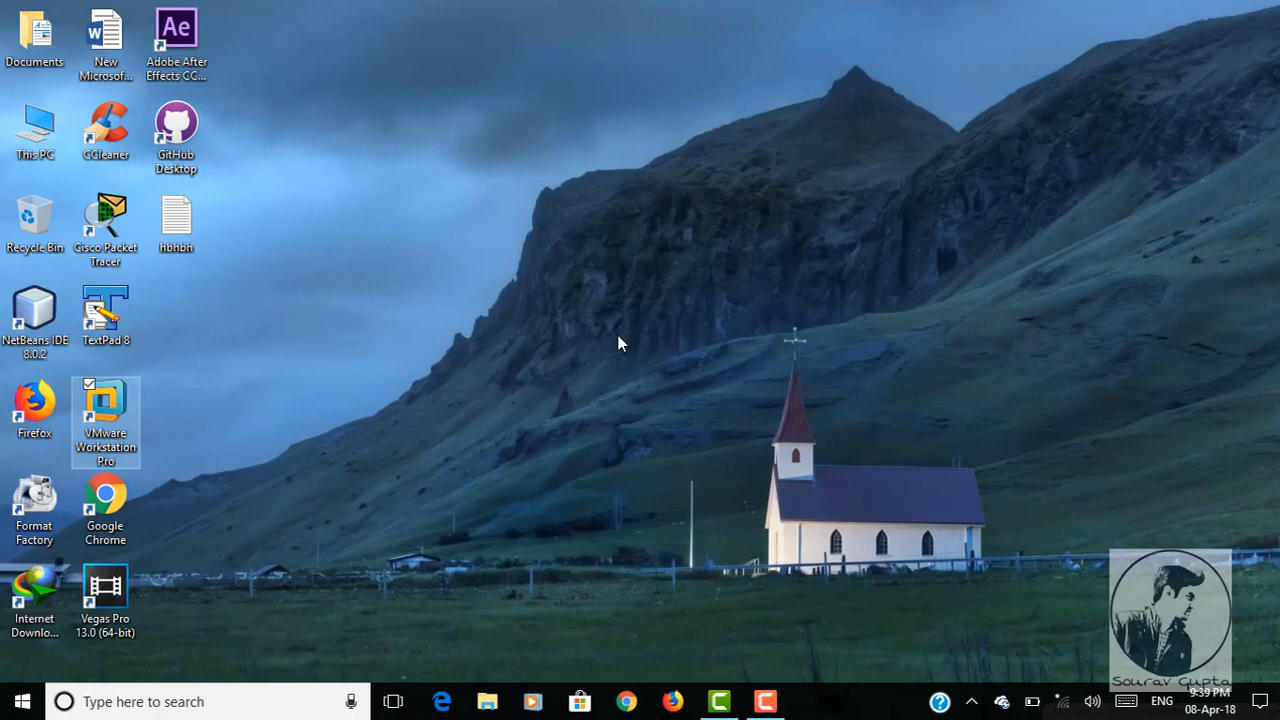 Documents
New
Microsof...
Ae
Adobe After
Effects CC...
This PC
CCleaner
GitHub
Desktop
Recycle Bin
Cisco Packet
Tracer
hbhbh
NetBeans IDE
8.0.2
TextPad 8
Firefox
VMware
Workstation
Pro
Format
Factory
Google
Chrome
Internet
Downlo...
Vegas Pro
13.0 (64-bit)
Sourav Gupta
Type here to search
ENG
9:39 PM
08-Apr-18